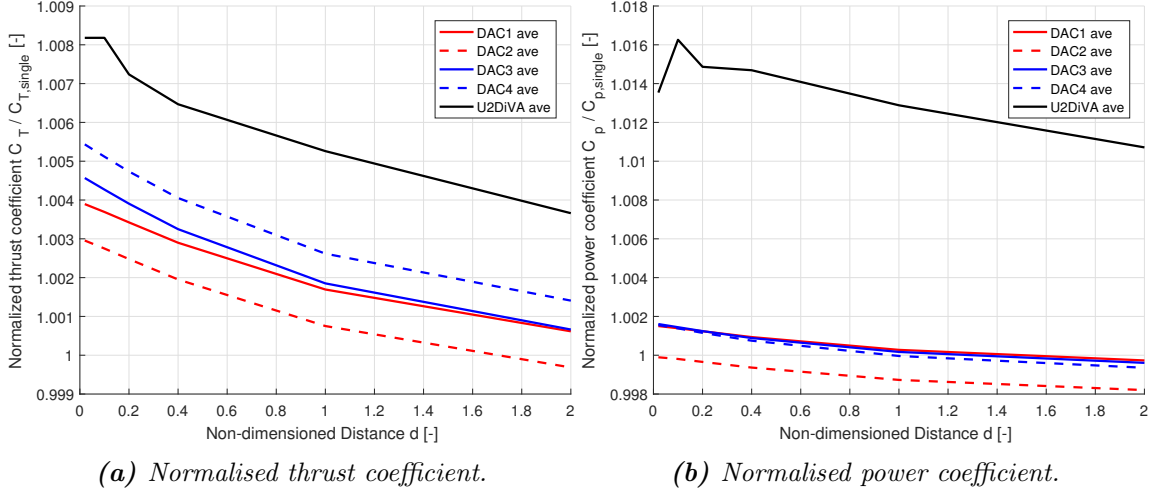 1.009
1.008
1.007
1.006
1.005
1.004
1.003
1.002
1.001
1
0.999
Normalized thrust coefficient C_T / C_{T,single} [-]
DAC1 ave
DAC2 ave
DAC3 ave
DAC4 ave
U2DiVA ave
0 0.2 0.4 0.6 0.8 1 1.2 1.4 1.6 1.8 2
Non-dimensioned Distance d [-]
(a) Normalised thrust coefficient.
1.018
1.016
1.014
1.012
1.01
1.008
1.006
1.004
1.002
1
0.998
Normalized power coefficient C_p / C_{p,single} [-]
DAC1 ave
DAC2 ave
DAC3 ave
DAC4 ave
U2DiVA ave
0 0.2 0.4 0.6 0.8 1 1.2 1.4 1.6 1.8 2
Non-dimensioned Distance d [-]
(b) Normalised power coefficient.